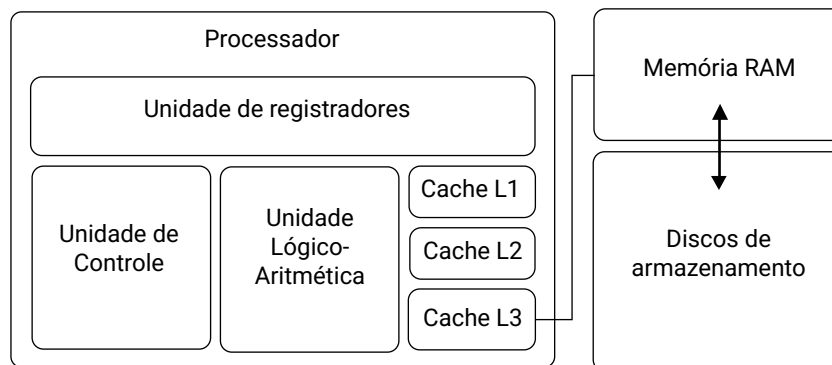 Processador
Unidade de registradores
Unidade de
Controle
Unidade
Lógico-
Aritmética
Cache L1
Cache L2
Cache L3
Memória RAM
Discos de
armazenamento